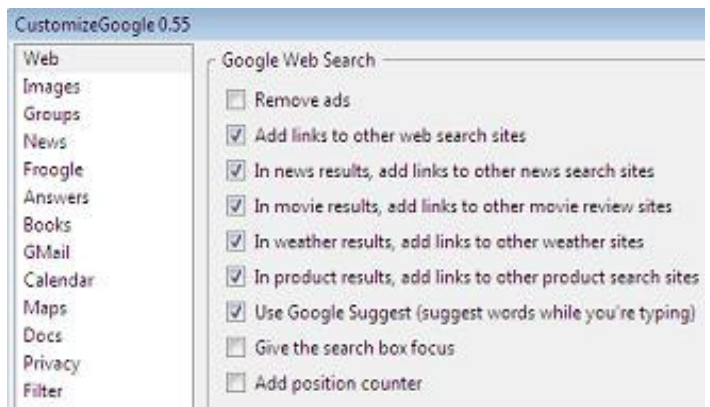 CustomizeGoogle 0.55
Web
Images
Groups
News
Froogle
Answers
Books
GMail
Calendar
Maps
Docs
Privacy
Filter
Google Web Search
Remove ads
Add links to other web search sites
In news results, add links to other news search sites
In movie results, add links to other movie review sites
In weather results, add links to other weather sites
In product results, add links to other product search sites
Use Google Suggest (suggest words while you're typing)
Give the search box focus
Add position counter